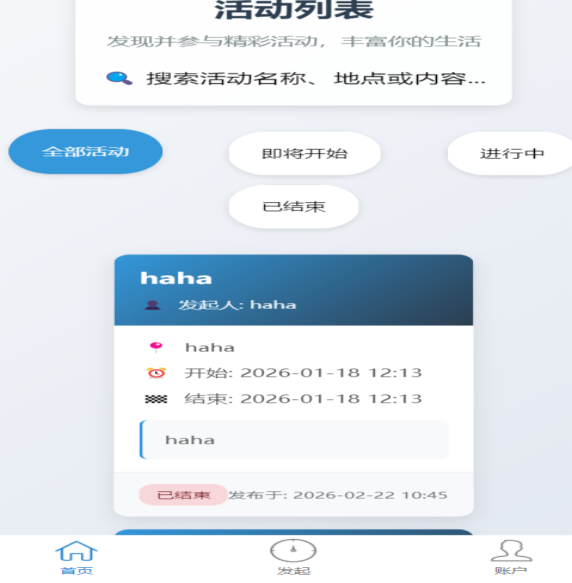 活动列表
发现并参与精彩活动，丰富你的生活
搜索活动名称、地点或内容...
全部活动
即将开始
进行中
已结束
haha
发起人: haha
haha
开始: 2026-01-18 12:13
结束: 2026-01-18 12:13
haha
已结束 发布于: 2026-02-22 10:45
首页
发起
账户